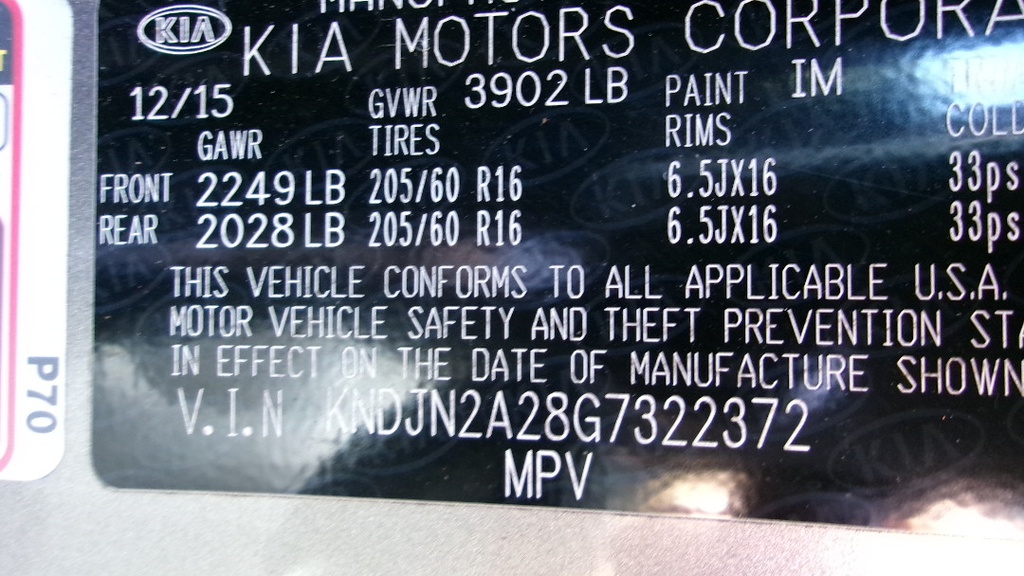 KIA KIA MOTORS CORPORA
12/15 GVWR 3902 LB PAINT IM
GAWR TIRES RIMS COLD
FRONT 2249 LB 205/60 R16 6.5JX16 33ps
REAR 2028 LB 205/60 R16 6.5JX16 33ps
THIS VEHICLE CONFORMS TO ALL APPLICABLE U.S.A.
MOTOR VEHICLE SAFETY AND THEFT PREVENTION STA
IN EFFECT ON THE DATE OF MANUFACTURE SHOWN
V.I.N KNDJN2A28G7322372
MPV
P70